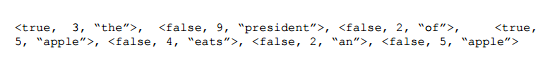 <true, 3, "the">, <false, 9, "president">, <false, 2, "of">, <true,
5, "apple">, <false, 4, "eats">, <false, 2, "an">, <false, 5, "apple">